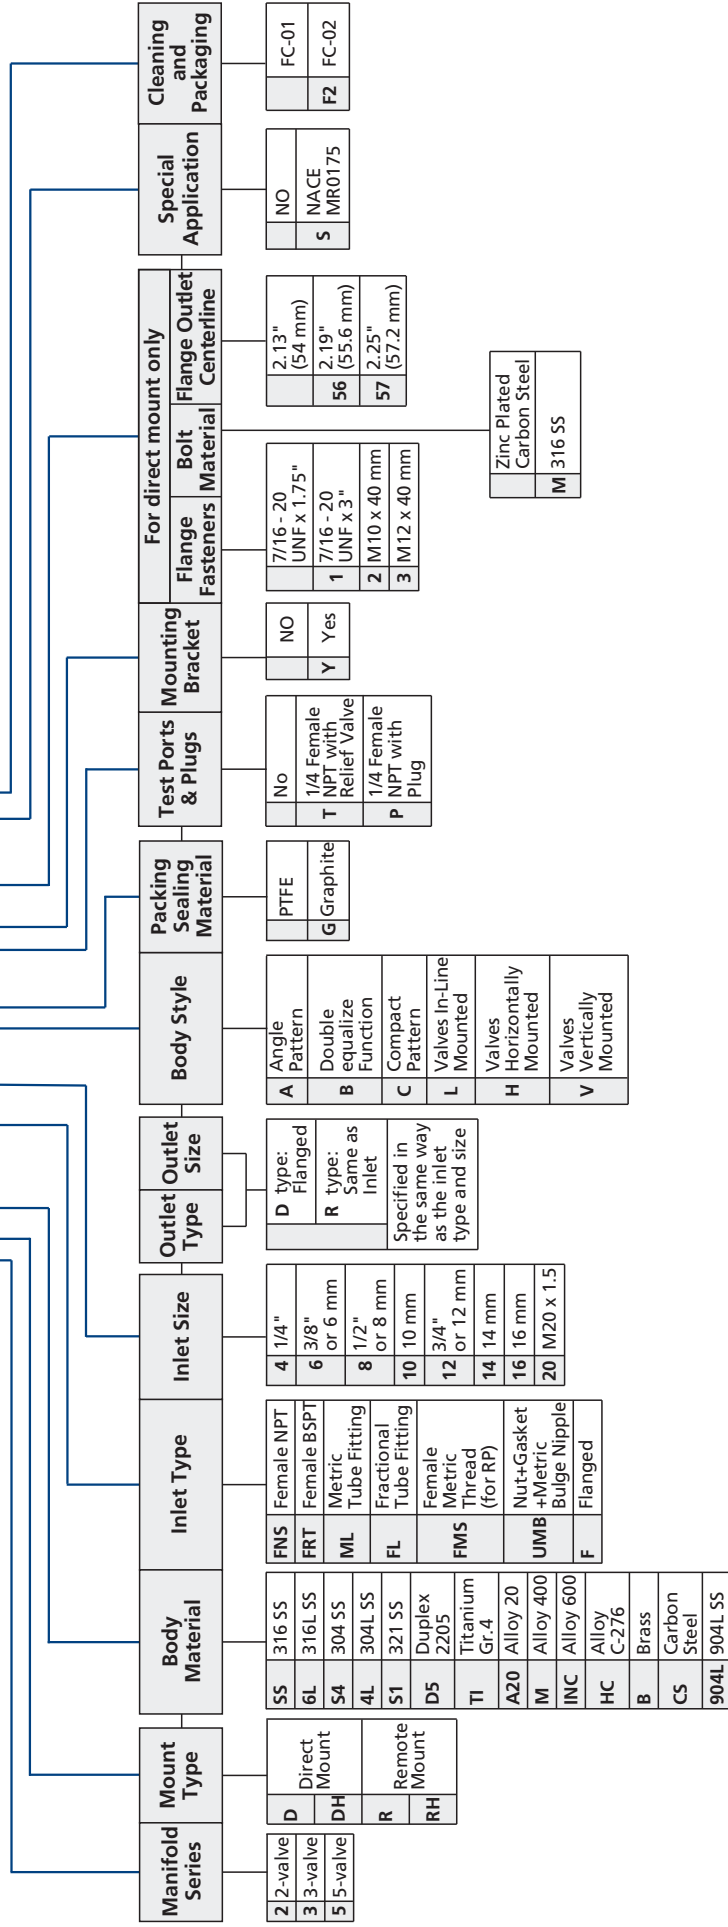 Manifold
Series
2 2-valve
3 3-valve
5 5-valve
Mount
Type
D
DH
Direct
Mount
R
RH
Remote
Mount
Body
Material
SS 316 SS
6L 316L SS
S4 304 SS
4L 304L SS
S1 321 SS
D5 Duplex
2205
TI Titanium
Gr.4
A20 Alloy 20
M Alloy 400
INC Alloy 600
HC Alloy
C-276
B Brass
CS Carbon
Steel
904L 904L SS
Inlet Type
FNS Female NPT
FRT Female BSPT
ML Metric
Tube Fitting
FL Fractional
Tube Fitting
FMS Female
Metric
Thread
(for RP)
UMB Nut+Gasket
+Metric
Bulge Nipple
F Flanged
Inlet Size
4 1/4"
6 3/8"
or 6 mm
8 1/2"
or 8 mm
10 10 mm
12 3/4"
or 12 mm
14 14 mm
16 16 mm
20 M20 x 1.5
Outlet
Type
Outlet
Size
D type:
Flanged
R type:
Same as
Inlet
Specified in
the same way
as the inlet
type and size
Body Style
A Angle
Pattern
B Double
equalize
Function
C Compact
Pattern
L Valves In-Line
Mounted
H Valves
Horizontally
Mounted
V Valves
Vertically
Mounted
Packing
Sealing
Material
PTFE
G Graphite
Test Ports
& Plugs
No
T 1/4 Female
NPT with
Relief Valve
P 1/4 Female
NPT with
Plug
Mounting
Bracket
NO
Y Yes
For direct mount only
Flange
Fasteners
7/16 - 20
UNF x 1.75"
1 7/16 - 20
UNF x 3"
2 M10 x 40 mm
3 M12 x 40 mm
Bolt
Material
Zinc Plated
Carbon Steel
M 316 SS
Flange Outlet
Centerline
2.13"
(54 mm)
56 2.19"
(55.6 mm)
57 2.25"
(57.2 mm)
Special
Application
NO
S NACE
MR0175
Cleaning
and
Packaging
FC-01
F2 FC-02